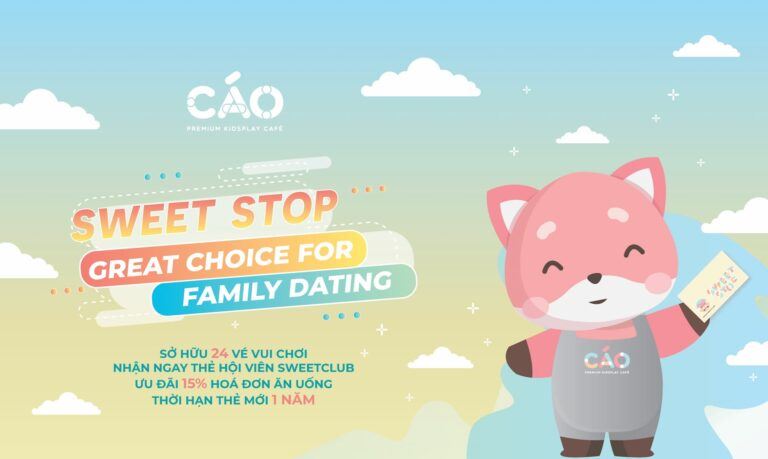 CÁO
PREMIUM KIDSPLAY CAFÉ
SWEET STOP
GREAT CHOICE FOR
FAMILY DATING
SỞ HỮU 24 VÉ VUI CHƠI
NHẬN NGAY THẺ HỘI VIÊN SWEETCLUB
ƯU ĐÃI 15% HOÁ ĐƠN ĂN UỐNG
THỜI HẠN THẺ MỚI 1 NĂM
SWEET
CÁO
PREMIUM KIDSPLAY CAFÉ